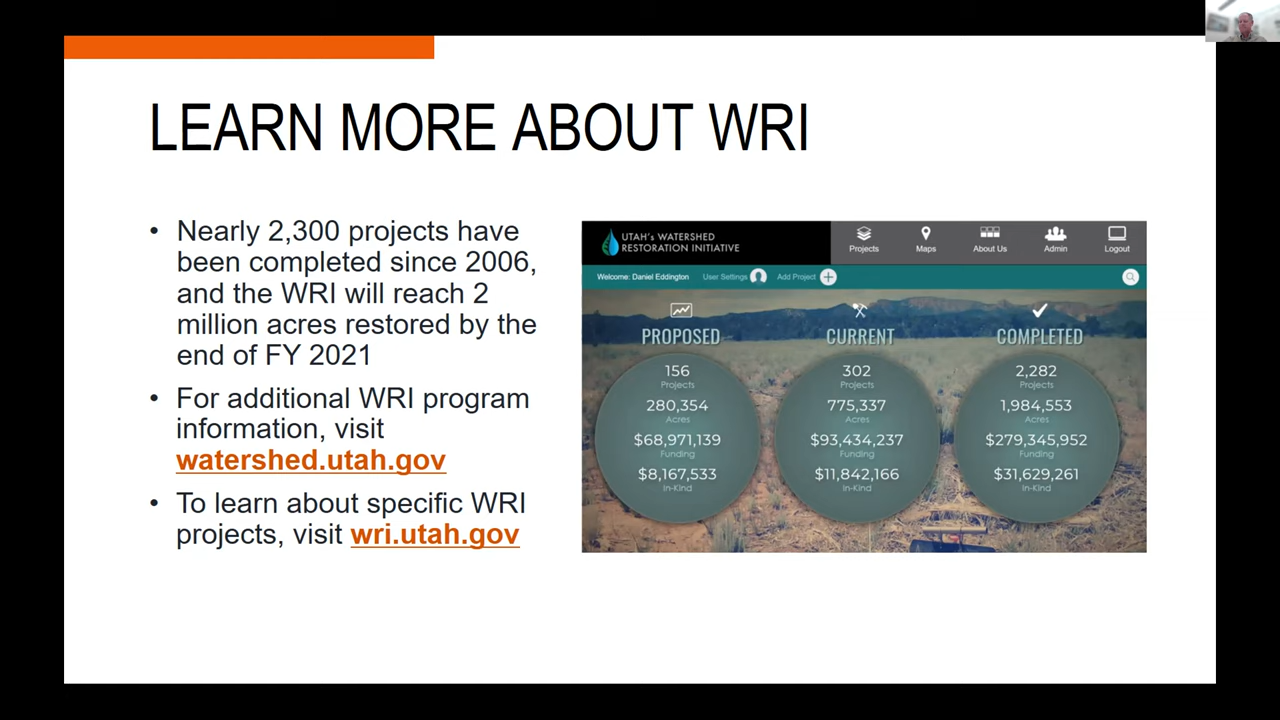 LEARN MORE ABOUT WRI
• Nearly 2,300 projects have
been completed since 2006,
and the WRI will reach 2
million acres restored by the
end of FY 2021
• For additional WRI program
information, visit
watershed.utah.gov
• To learn about specific WRI
projects, visit wri.utah.gov
UTAH's WATERSHED
RESTORATION INITIATIVE
Projects Maps About Us Admin Logout
Welcome: Daniel Eddington User Settings Add Project
PROPOSED CURRENT COMPLETED
156 302 2,282
Projects Projects Projects
280,354 775,337 1,984,553
Acres Acres Acres
$68,971,139 $93,434,237 $279,345,952
Funding Funding Funding
$8,167,533 $11,842,166 $31,629,261
In-Kind In-Kind In-Kind